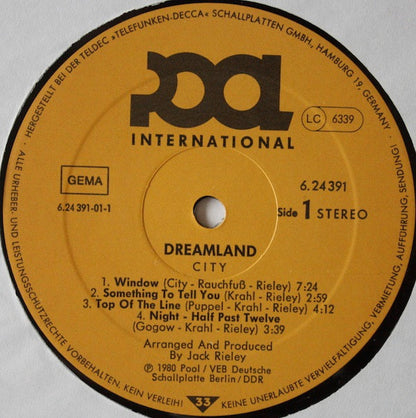 HERGESTELLT BEI DER TELDEC »TELEFUNKEN-DECCA« SCHALLPLATTEN GMBH, HAMBURG 19, GERMANY ·
POOL
INTERNATIONAL
LC 6339
GEMA
6.24 391-01-1
6.24 391
Side 1 STEREO
DREAMLAND
CITY
1. Window (City - Rauchfuß - Rieley) 7:24
2. Something To Tell You (Krahl - Rieley) 2:59
3. Top Of The Line (Puppel - Krahl - Rieley) 4:12
4. Night - Half Past Twelve
(Gogow - Krahl - Rieley) 3:39
Arranged And Produced
By Jack Rieley
Ⓟ 1980 Pool / VEB Deutsche
Schallplatte Berlin / DDR
· ALLE URHEBER- UND LEISTUNGSSCHUTZRECHTE VORBEHALTEN. KEIN VERLEIH! 33 KEINE UNERLAUBTE VERVIELFÄLTIGUNG, VERMIETUNG, AUFFÜHRUNG, SENDUNG!